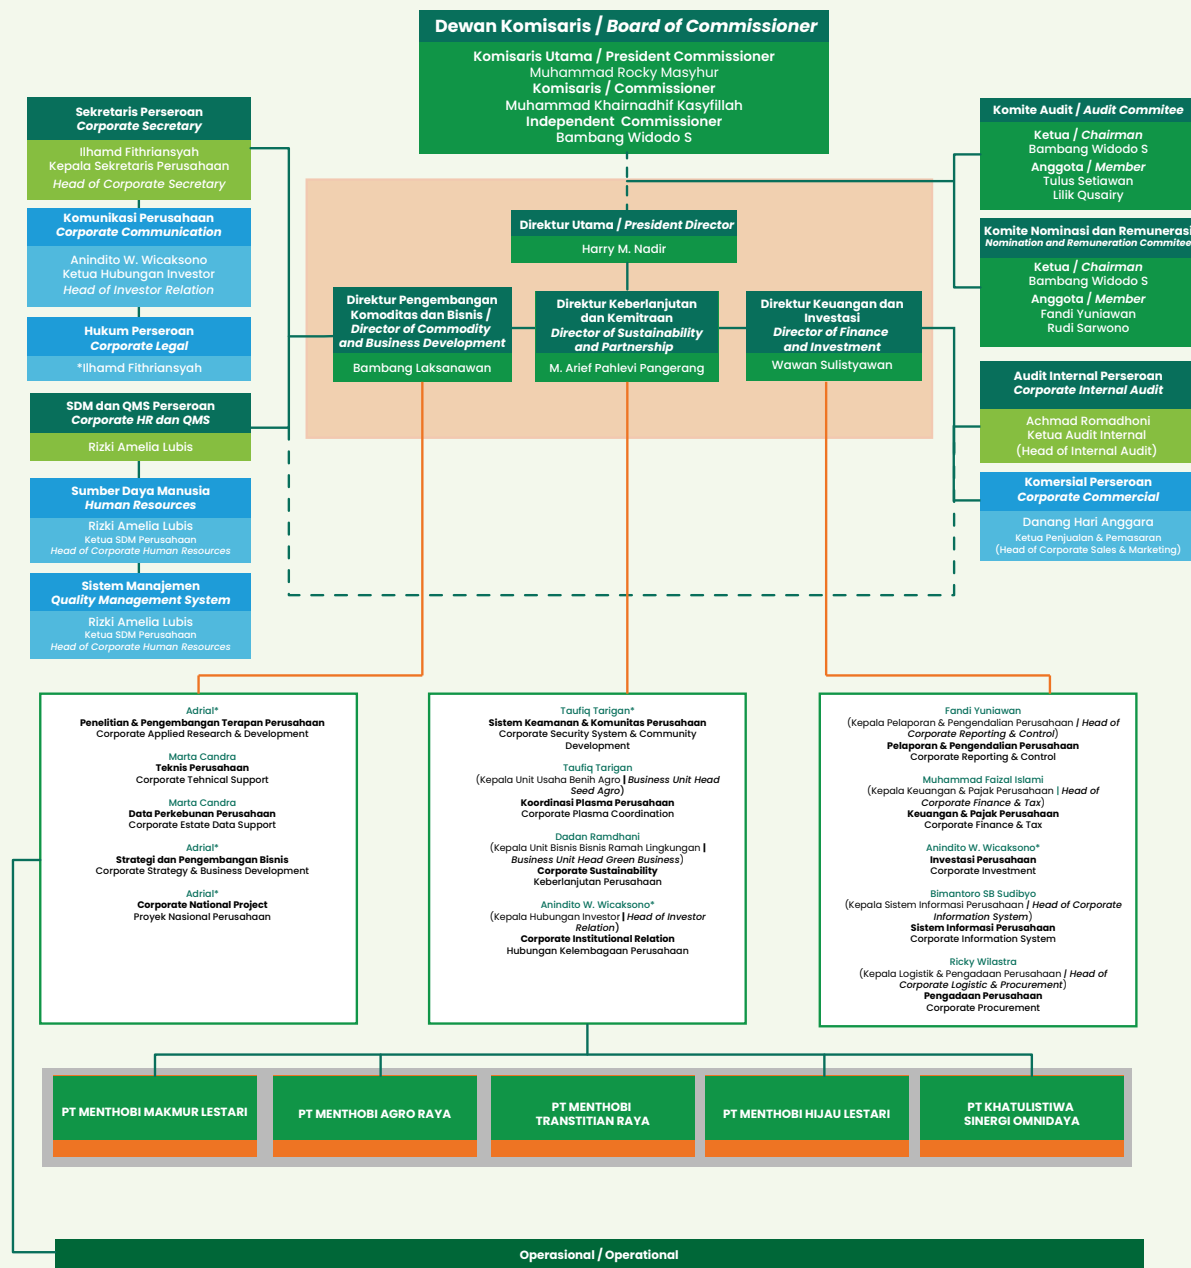 Dewan Komisaris / Board of Commissioner
Komisaris Utama / President Commissioner
Muhammad Rocky Masyhur
Komisaris / Commissioner
Muhammad Khairnadhif Kasyfillah
Independent Commissioner
Bambang Widodo S
Sekretaris Perseroan
Corporate Secretary
Ilhamd Fithriansyah
Kepala Sekretaris Perusahaan
Head of Corporate Secretary
Komunikasi Perusahaan
Corporate Communication
Anindito W. Wicaksono
Ketua Hubungan Investor
Head of Investor Relation
Hukum Perseroan
Corporate Legal
*Ilhamd Fithriansyah
SDM dan QMS Perseroan
Corporate HR dan QMS
Rizki Amelia Lubis
Sumber Daya Manusia
Human Resources
Rizki Amelia Lubis
Ketua SDM Perusahaan
Head of Corporate Human Resources
Sistem Manajemen
Quality Management System
Rizki Amelia Lubis
Ketua SDM Perusahaan
Head of Corporate Human Resources
Direktur Utama / President Director
Harry M. Nadir
Direktur Pengembangan
Komoditas dan Bisnis /
Director of Commodity
and Business Development
Bambang Laksanawan
Direktur Keberlanjutan
dan Kemitraan
Director of Sustainability
and Partnership
M. Arief Pahlevi Pangerang
Direktur Keuangan dan
Investasi
Director of Finance
and Investment
Wawan Sulistyawan
Komite Audit / Audit Commitee
Ketua / Chairman
Bambang Widodo S
Anggota / Member
Tulus Setiawan
Lilik Qusairy
Komite Nominasi dan Remunerasi
Nomination and Remuneration Commitee
Ketua / Chairman
Bambang Widodo S
Anggota / Member
Fandi Yuniawan
Rudi Sarwono
Audit Internal Perseroan
Corporate Internal Audit
Achmad Romadhoni
Ketua Audit Internal
(Head of Internal Audit)
Komersial Perseroan
Corporate Commercial
Danang Hari Anggara
Ketua Penjualan & Pemasaran
(Head of Corporate Sales & Marketing)
Adrial*
Penelitian & Pengembangan Terapan Perusahaan
Corporate Applied Research & Development
Marta Candra
Teknis Perusahaan
Corporate Tehnical Support
Marta Candra
Data Perkebunan Perusahaan
Corporate Estate Data Support
Adrial*
Strategi dan Pengembangan Bisnis
Corporate Strategy & Business Development
Adrial*
Corporate National Project
Proyek Nasional Perusahaan
Taufiq Tarigan*
Sistem Keamanan & Komunitas Perusahaan
Corporate Security System & Community
Development
Taufiq Tarigan
(Kepala Unit Usaha Benih Agro | Business Unit Head
Seed Agro)
Koordinasi Plasma Perusahaan
Corporate Plasma Coordination
Dadan Ramdhani
(Kepala Unit Bisnis Bisnis Ramah Lingkungan |
Business Unit Head Green Business)
Corporate Sustainability
Keberlanjutan Perusahaan
Anindito W. Wicaksono*
(Kepala Hubungan Investor | Head of Investor
Relation)
Corporate Institutional Relation
Hubungan Kelembagaan Perusahaan
Fandi Yuniawan
(Kepala Pelaporan & Pengendalian Perusahaan / Head of
Corporate Reporting & Control)
Pelaporan & Pengendalian Perusahaan
Corporate Reporting & Control
Muhammad Faizal Islami
(Kepala Keuangan & Pajak Perusahaan | Head of
Corporate Finance & Tax)
Keuangan & Pajak Perusahaan
Corporate Finance & Tax
Anindito W. Wicaksono*
Investasi Perusahaan
Corporate Investment
Bimantoro SB Sudibyo
(Kepala Sistem Informasi Perusahaan / Head of Corporate
Information System)
Sistem Informasi Perusahaan
Corporate Information System
Ricky Wilastra
(Kepala Logistik & Pengadaan Perusahaan / Head of
Corporate Logistic & Procurement)
Pengadaan Perusahaan
Corporate Procurement
PT MENTHOBI MAKMUR LESTARI
PT MENTHOBI AGRO RAYA
PT MENTHOBI
TRANSTITIAN RAYA
PT MENTHOBI HIJAU LESTARI
PT KHATULISTIWA
SINERGI OMNIDAYA
Operasional / Operational